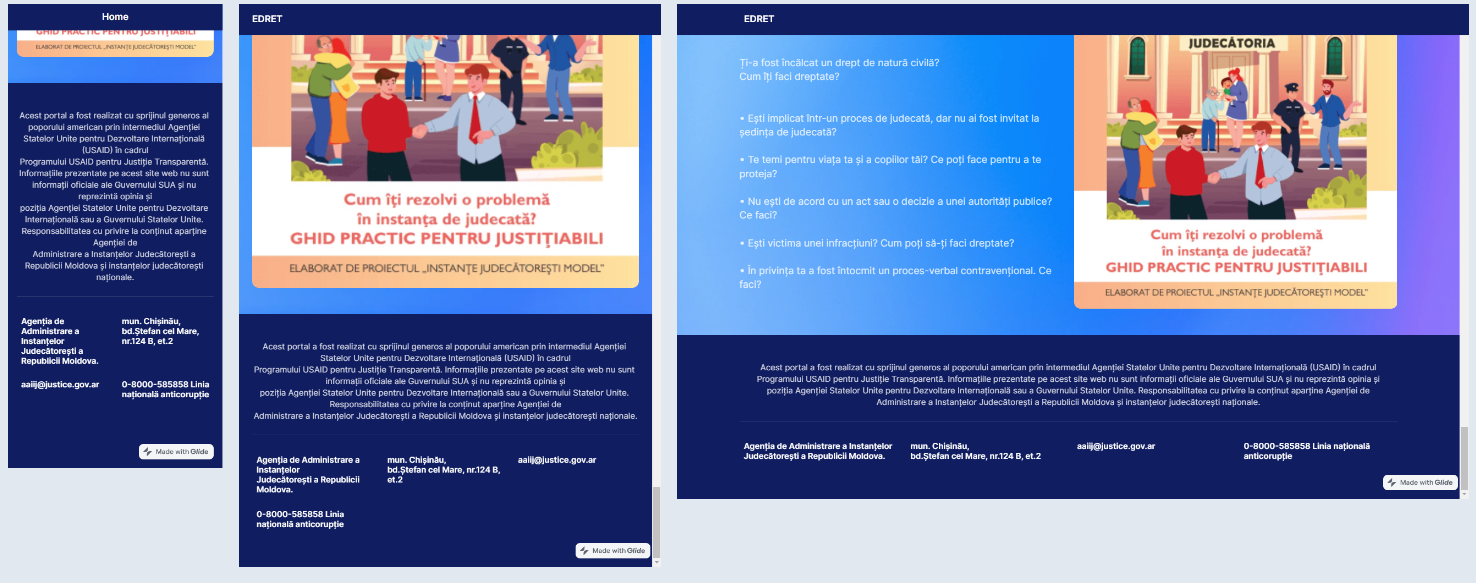 Home
GHID PRACTIC PENTRU JUSTIȚIABILI
ELABORAT DE PROIECTUL „INSTANȚE JUDECĂTOREȘTI MODEL"
Acest portal a fost realizat cu sprijinul generos al
poporului american prin intermediul Agenției
Statelor Unite pentru Dezvoltare Internațională
(USAID) în cadrul
Programului USAID pentru Justiție Transparentă.
Informațiile prezentate pe acest site web nu sunt
informații oficiale ale Guvernului SUA și nu
reprezintă opinia și
poziția Agenției Statelor Unite pentru Dezvoltare
Internațională sau a Guvernului Statelor Unite.
Responsabilitatea cu privire la conținut aparține
Agenției de
Administrare a Instanțelor Judecătorești a
Republicii Moldova și instanțelor judecătorești
naționale.
Agenția de
Administrare a
Instanțelor
Judecătorești a
Republicii Moldova.
mun. Chișinău,
bd.Ștefan cel Mare,
nr.124 B, et.2
aaiij@justice.gov.ar
0-8000-585858 Linia
națională anticorupție
Made with Glide
EDRET
Cum îți rezolvi o problemă
în instanța de judecată?
GHID PRACTIC PENTRU JUSTIȚIABILI
ELABORAT DE PROIECTUL „INSTANȚE JUDECĂTOREȘTI MODEL"
Acest portal a fost realizat cu sprijinul generos al poporului american prin intermediul Agenției
Statelor Unite pentru Dezvoltare Internațională (USAID) în cadrul
Programului USAID pentru Justiție Transparentă. Informațiile prezentate pe acest site web nu sunt
informații oficiale ale Guvernului SUA și nu reprezintă opinia și
poziția Agenției Statelor Unite pentru Dezvoltare Internațională sau a Guvernului Statelor Unite.
Responsabilitatea cu privire la conținut aparține Agenției de
Administrare a Instanțelor Judecătorești a Republicii Moldova și instanțelor judecătorești naționale.
Agenția de Administrare a
Instanțelor
Judecătorești a Republicii
Moldova.
mun. Chișinău,
bd.Ștefan cel Mare, nr.124 B,
et.2
aaiij@justice.gov.ar
0-8000-585858 Linia
națională anticorupție
Made with Glide
EDRET
Ți-a fost încălcat un drept de natură civilă?
Cum îți faci dreptate?
• Ești implicat într-un proces de judecată, dar nu ai fost invitat la
ședința de judecată?
• Te temi pentru viața ta și a copiilor tăi? Ce poți face pentru a te
proteja?
• Nu ești de acord cu un act sau o decizie a unei autorități publice?
Ce faci?
• Ești victima unei infracțiuni? Cum poți să-ți faci dreptate?
• În privința ta a fost întocmit un proces-verbal contravențional. Ce
faci?
JUDECĂTORIA
Cum îți rezolvi o problemă
în instanța de judecată?
GHID PRACTIC PENTRU JUSTIȚIABILI
ELABORAT DE PROIECTUL „INSTANȚE JUDECĂTOREȘTI MODEL"
Acest portal a fost realizat cu sprijinul generos al poporului american prin intermediul Agenției Statelor Unite pentru Dezvoltare Internațională (USAID) în cadrul
Programului USAID pentru Justiție Transparentă. Informațiile prezentate pe acest site web nu sunt informații oficiale ale Guvernului SUA și nu reprezintă opinia și
poziția Agenției Statelor Unite pentru Dezvoltare Internațională sau a Guvernului Statelor Unite. Responsabilitatea cu privire la conținut aparține Agenției de
Administrare a Instanțelor Judecătorești a Republicii Moldova și instanțelor judecătorești naționale.
Agenția de Administrare a Instanțelor
Judecătorești a Republicii Moldova.
mun. Chișinău,
bd.Ștefan cel Mare, nr.124 B, et.2
aaiij@justice.gov.ar
0-8000-585858 Linia națională
anticorupție
Made with Glide